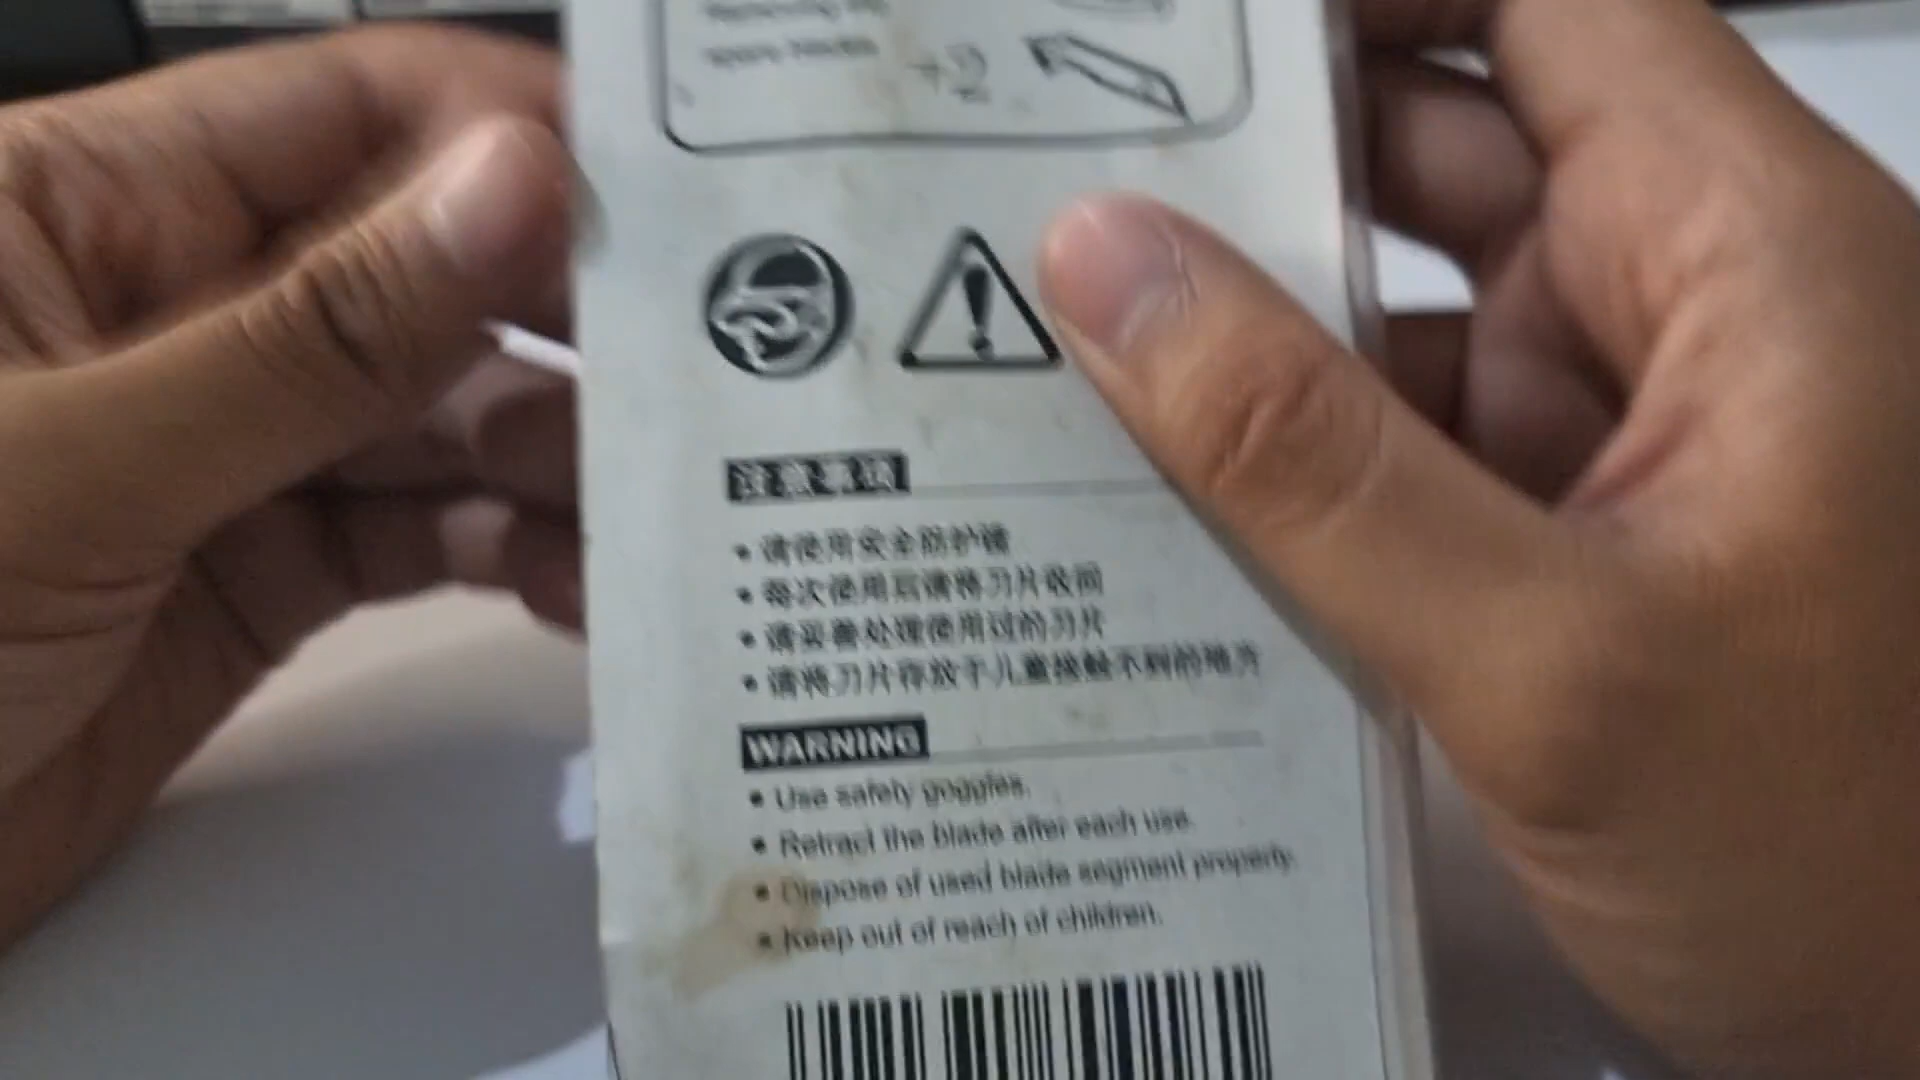 spare blades
+2
注意事项
• 请使用安全防护镜
• 每次使用后请将刀片收回
• 请妥善处理使用过的刀片
• 请将刀片存放于儿童接触不到的地方
WARNING
• Use safety goggles.
• Retract the blade after each use.
• Dispose of used blade segment properly.
• Keep out of reach of children.